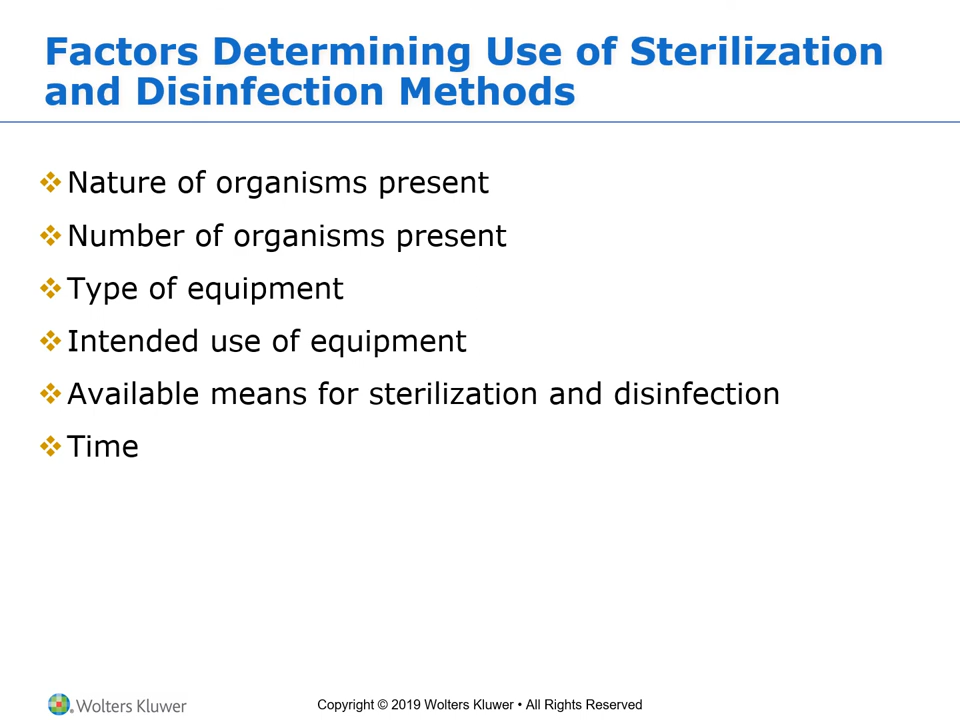 Factors Determining Use of Sterilization
and Disinfection Methods
Nature of organisms present
Number of organisms present
Type of equipment
Intended use of equipment
Available means for sterilization and disinfection
Time
Wolters Kluwer
Copyright © 2019 Wolters Kluwer • All Rights Reserved